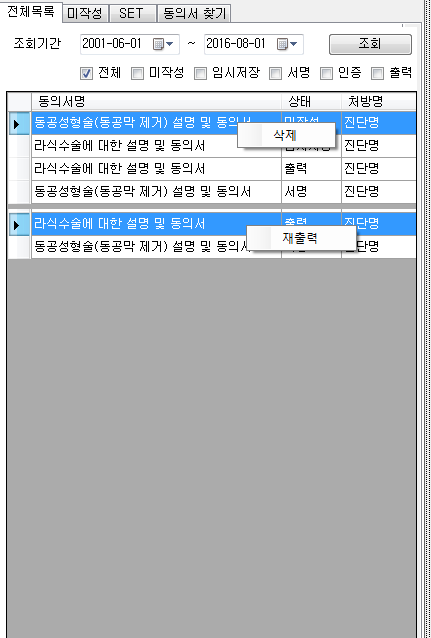 전체목록 미작성 SET 동의서 찾기
조회기간 2001-06-01 ~ 2016-08-01 조회
전체 미작성 임시저장 서명 인증 출력
동의서명 상태 처방명
동공성형술(동공막 제거) 설명 및 동의서 진단명
삭제
라식수술에 대한 설명 및 동의서 진단명
라식수술에 대한 설명 및 동의서 출력 진단명
동공성형술(동공막 제거) 설명 및 동의서 서명 진단명
라식수술에 대한 설명 및 동의서 출력 진단명
재출력
동공성형술(동공막 제거) 설명 및 동의서 진단명